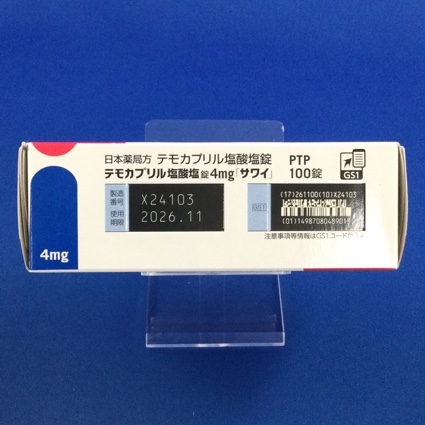 日本薬局方 テモカプリル塩酸塩錠 PTP
テモカプリル塩酸塩錠4mg「サワイ」 100錠
GS1
製造番号 X24103
使用期限 2026.11
GS1
(17)261100(10)X24103
(01)14987080489018
注意事項等情報はGS1コードから
4mg